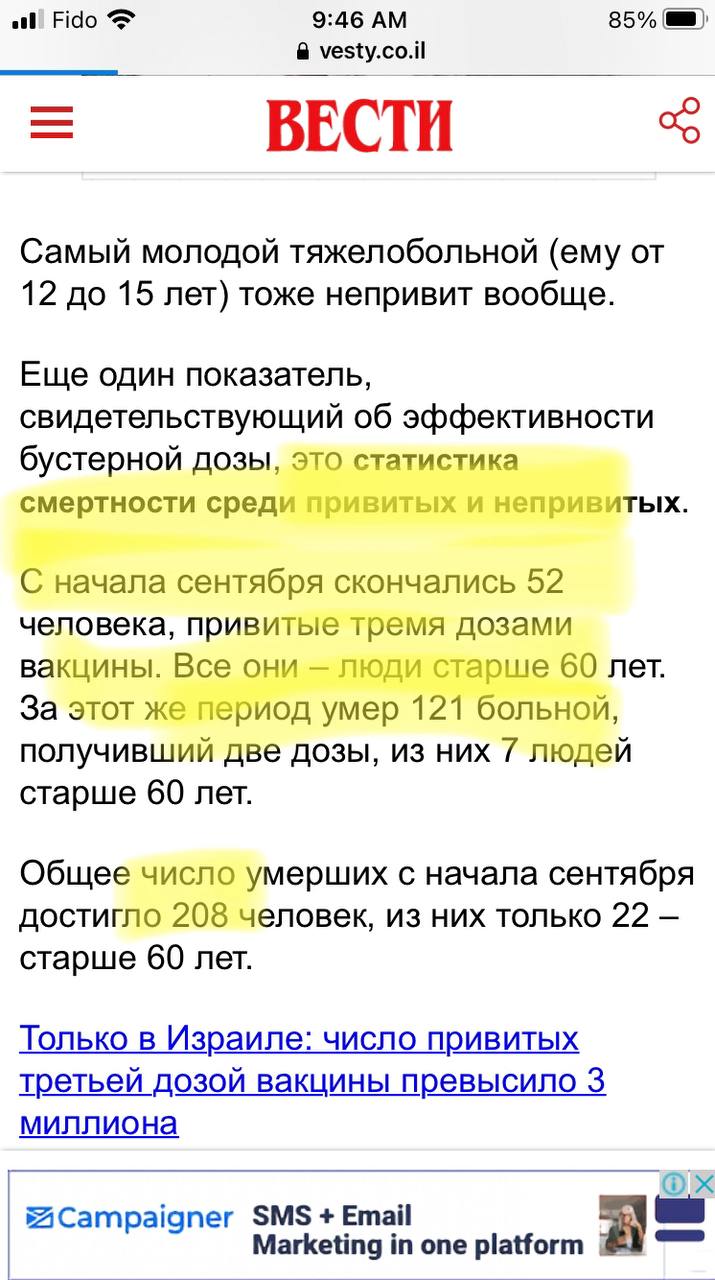 Fido
9:46 AM
85%
vesty.co.il
ВЕСТИ
Самый молодой тяжелобольной (ему от
12 до 15 лет) тоже непривит вообще.
Еще один показатель,
свидетельствующий об эффективности
бустерной дозы, это статистика
смертности среди привитых и непривитых.
С начала сентября скончались 52
человека, привитые тремя дозами
вакцины. Все они – люди старше 60 лет.
За этот же период умер 121 больной,
получивший две дозы, из них 7 людей
старше 60 лет.
Общее число умерших с начала сентября
достигло 208 человек, из них только 22 –
старше 60 лет.
Только в Израиле: число привитых
третьей дозой вакцины превысило 3
миллиона
Campaigner
SMS + Email
Marketing in one platform